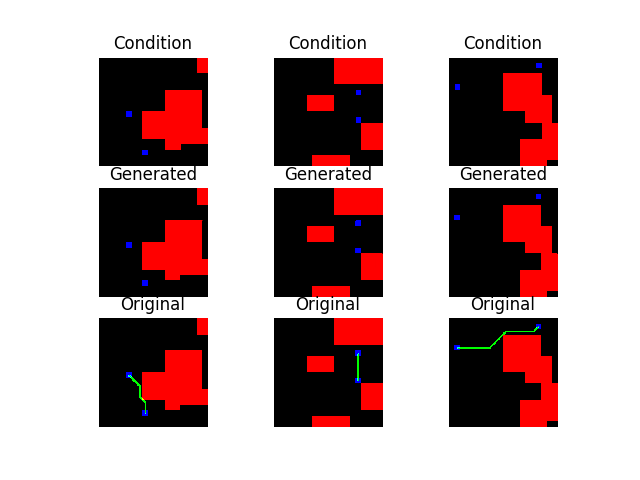 Condition Condition Condition
Generated Generated Generated
Original Original Original